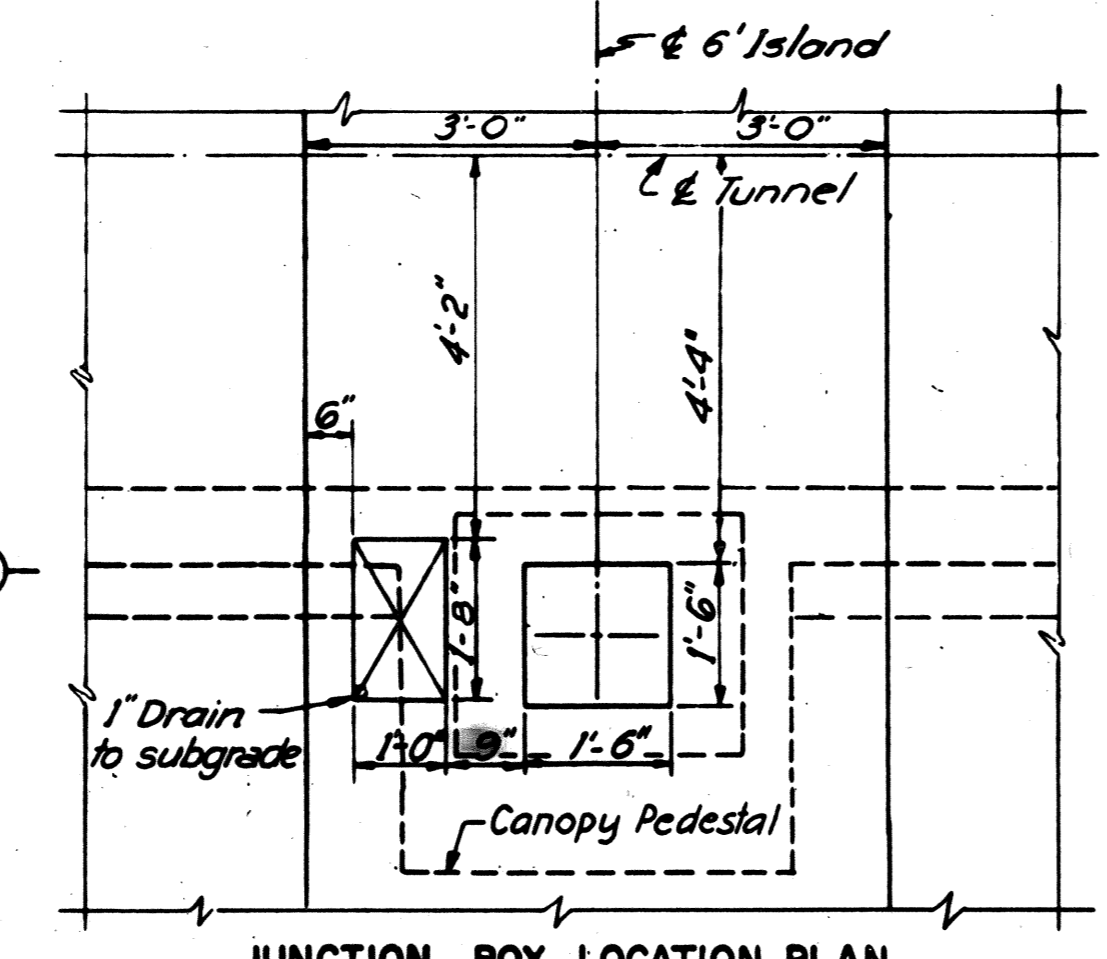 ℄ 6' Island
3'-0"
3'-0"
℄ Tunnel
4'-2"
4'-4"
6"
1'-8"
1'-6"
1" Drain
to subgrade
1'-0"
9"
1'-6"
Canopy Pedestal
JUNCTION BOX LOCATION PLAN